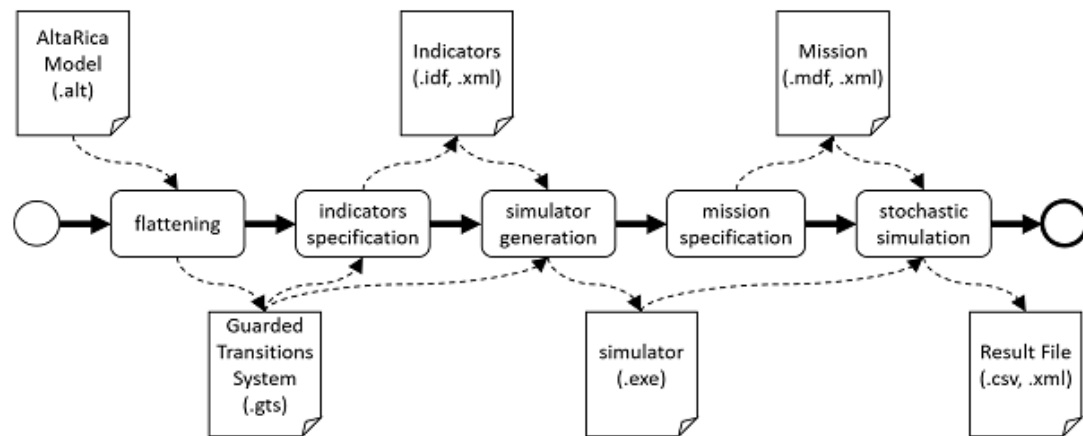 AltaRica
Model
(.alt)
Indicators
(.idf, .xml)
Mission
(.mdf, .xml)
flattening
indicators
specification
simulator
generation
mission
specification
stochastic
simulation
Guarded
Transitions
System
(.gts)
simulator
(.exe)
Result File
(.csv, .xml)